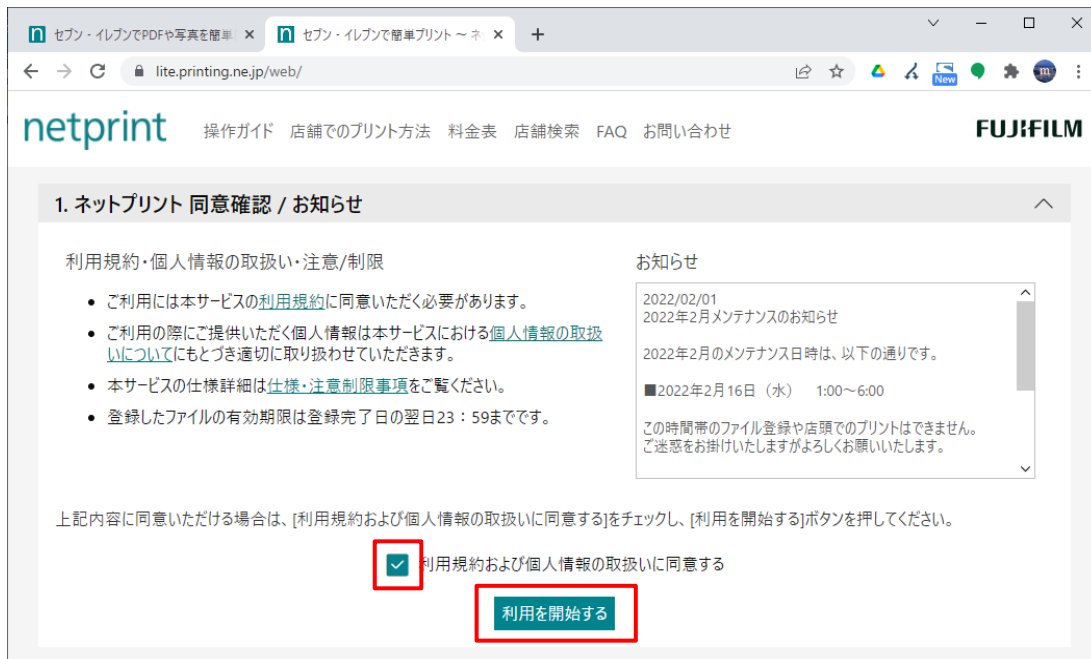 セブン - イレブンでPDFや写真を簡単
セブン - イレブンで簡単プリント ~ ネ
lite.printing.ne.jp/web/
New
m
netprint
操作ガイド 店舗でのプリント方法 料金表 店舗検索 FAQ お問い合わせ
FUJIFILM
1. ネットプリント 同意確認 / お知らせ
利用規約・個人情報の取扱い・注意/制限
• ご利用には本サービスの利用規約に同意いただく必要があります。
• ご利用の際にご提供いただく個人情報は本サービスにおける個人情報の取扱
いについてにもとづき適切に取り扱わせていただきます。
• 本サービスの仕様詳細は仕様・注意制限事項をご覧ください。
• 登録したファイルの有効期限は登録完了日の翌日23:59までです。
お知らせ
2022/02/01
2022年2月メンテナンスのお知らせ
2022年2月のメンテナンス日時は、以下の通りです。
■2022年2月16日(水) 1:00~6:00
この時間帯のファイル登録や店頭でのプリントはできません。
ご迷惑をお掛けいたしますがよろしくお願いいたします。
上記内容に同意いただける場合は、[利用規約および個人情報の取扱いに同意する]をチェックし、[利用を開始する]ボタンを押してください。
利用規約および個人情報の取扱いに同意する
利用を開始する